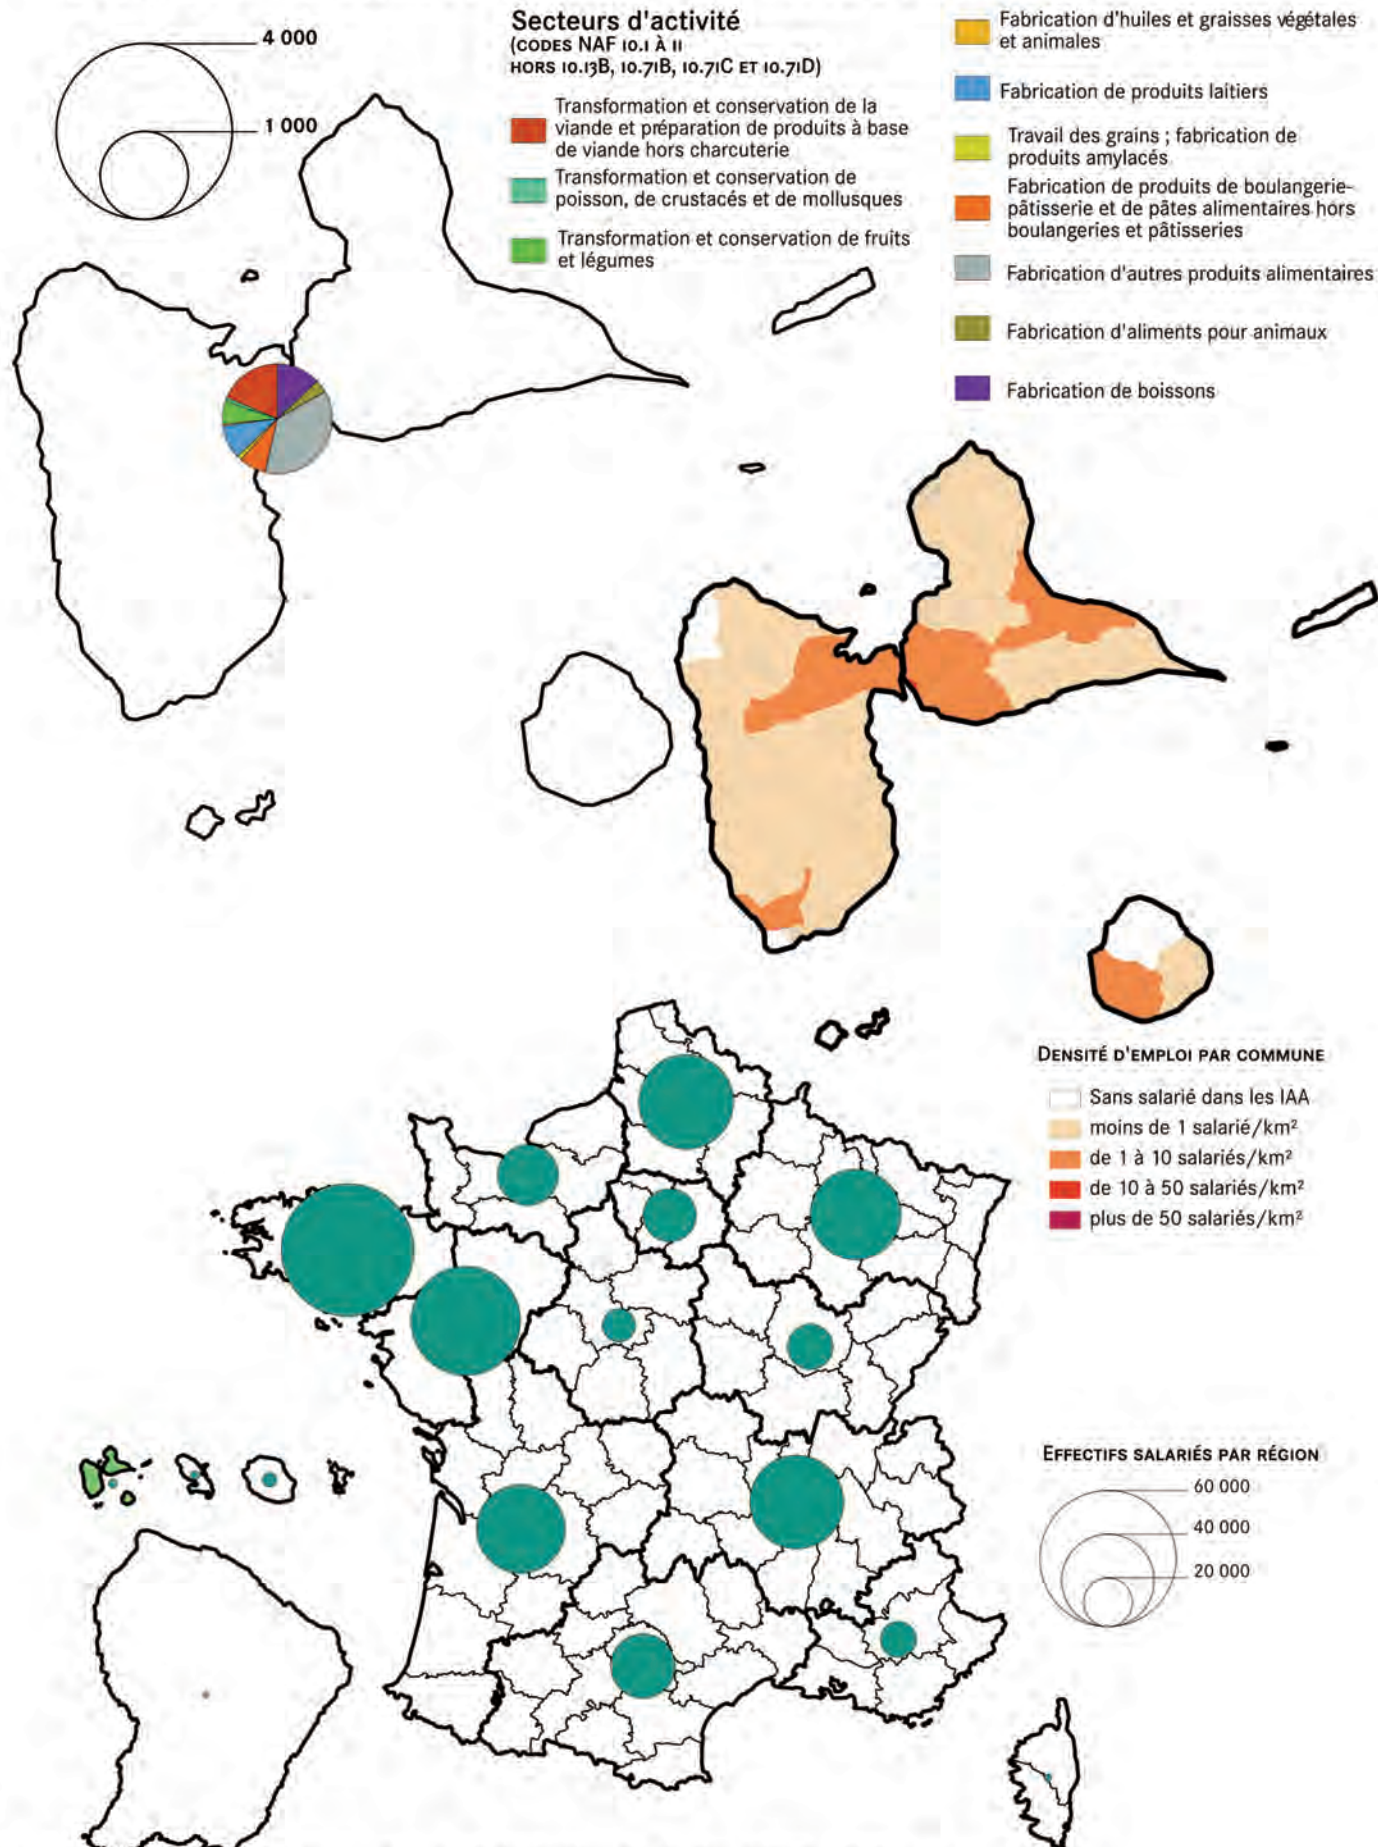 4 000
1 000
Secteurs d'activité
(CODES NAF 10.1 À 11
HORS 10.13B, 10.71B, 10.71C ET 10.71D)
Transformation et conservation de la
viande et préparation de produits à base
de viande hors charcuterie
Transformation et conservation de
poisson, de crustacés et de mollusques
Transformation et conservation de fruits
et légumes
Fabrication d'huiles et graisses végétales
et animales
Fabrication de produits laitiers
Travail des grains ; fabrication de
produits amylacés
Fabrication de produits de boulangerie-
pâtisserie et de pâtes alimentaires hors
boulangeries et pâtisseries
Fabrication d'autres produits alimentaires
Fabrication d'aliments pour animaux
Fabrication de boissons
DENSITÉ D'EMPLOI PAR COMMUNE
Sans salarié dans les IAA
moins de 1 salarié/km²
de 1 à 10 salariés/km²
de 10 à 50 salariés/km²
plus de 50 salariés/km²
EFFECTIFS SALARIÉS PAR RÉGION
60 000
40 000
20 000